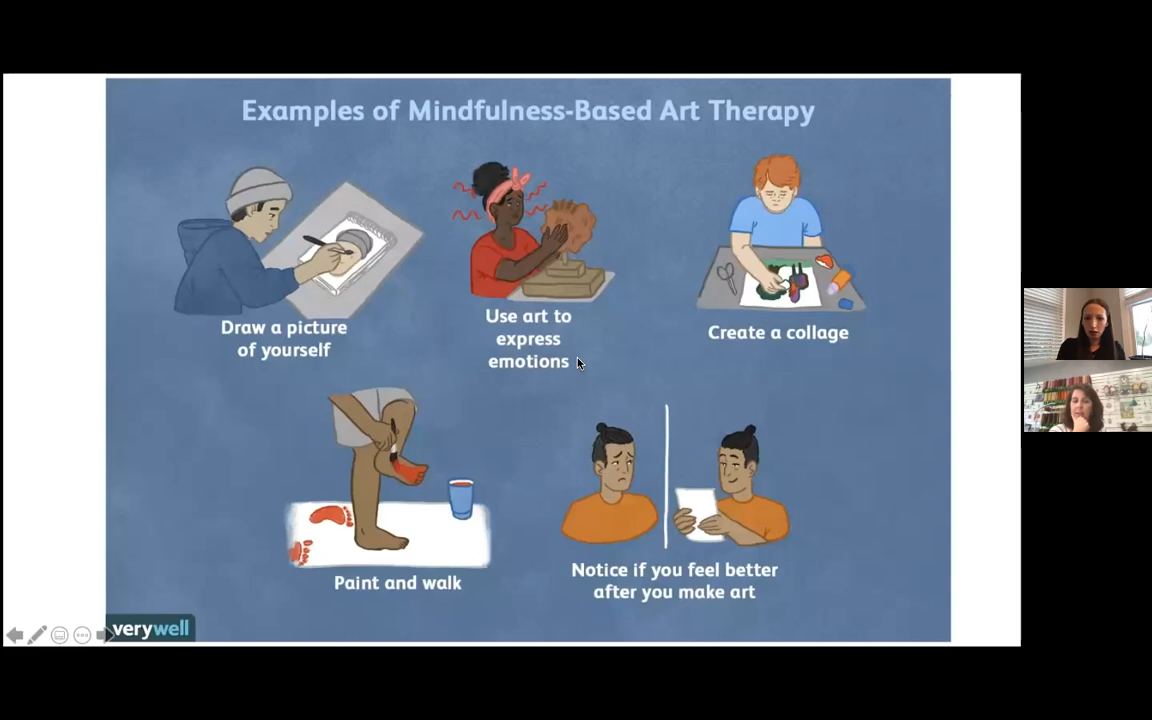 Examples of Mindfulness-Based Art Therapy
Draw a picture
of yourself
Use art to
express
emotions
Create a collage
Paint and walk
Notice if you feel better
after you make art
verywell